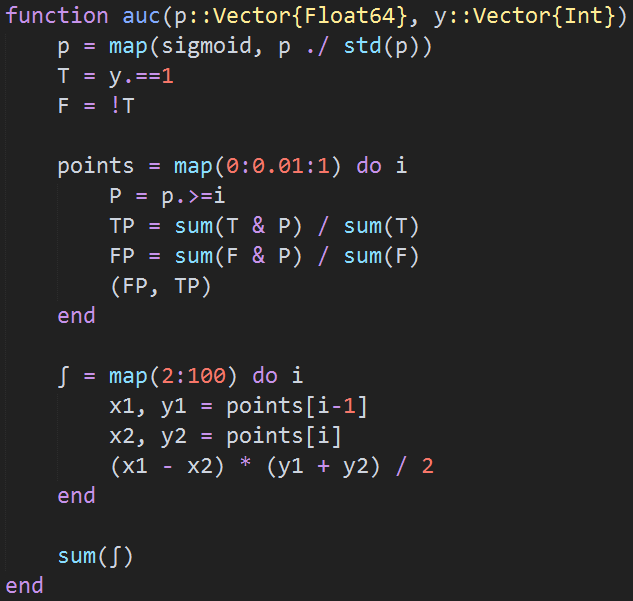 function auc(p::Vector{Float64}, y::Vector{Int})
    p = map(sigmoid, p ./ std(p))
    T = y.==1
    F = !T

    points = map(0:0.01:1) do i
        P = p.>=i
        TP = sum(T & P) / sum(T)
        FP = sum(F & P) / sum(F)
        (FP, TP)
    end

    ∫ = map(2:100) do i
        x1, y1 = points[i-1]
        x2, y2 = points[i]
        (x1 - x2) * (y1 + y2) / 2
    end

    sum(∫)
end